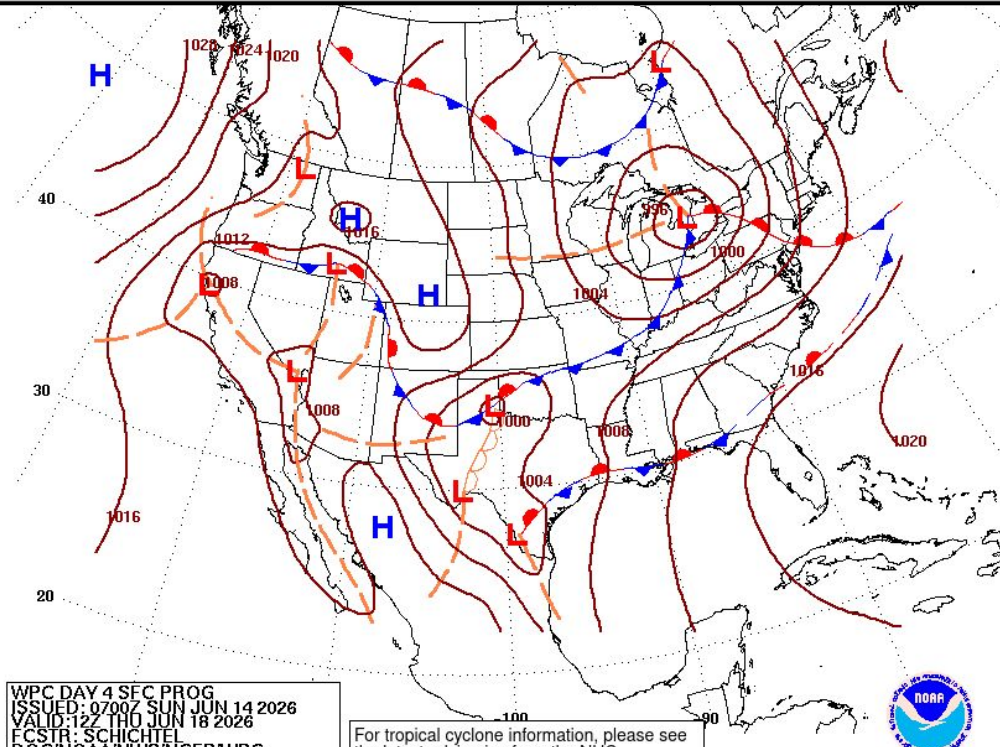 1028
1024
1020
H
L
L
40
H
1016
996
L
1012
1000
L
1008
L
H
1004
L
1016
30
1008
L
1000
1008
1020
1004
L
1016
H
L
20
WPC DAY 4 SFC PROG
ISSUED: 0700Z SUN JUN 14 2026
VALID:12Z THU JUN 18 2026
FCSTR: SCHICHTEL
-100
90
For tropical cyclone information, please see
NOAA